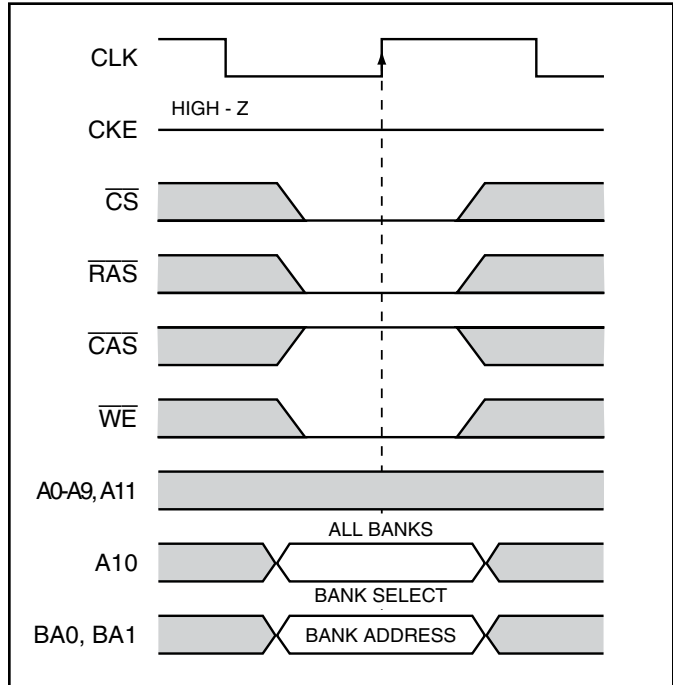 CLK
HIGH - Z
CKE
CS
RAS
CAS
WE
A0-A9, A11
ALL BANKS
A10
BANK SELECT
BA0, BA1
BANK ADDRESS